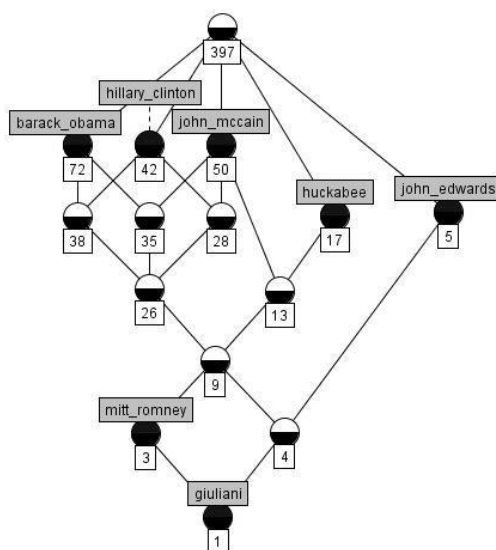 397
hillary_clinton
barack_obama
john_mccain
72
42
50
huckabee
john_edwards
38
35
28
17
5
26
13
9
mitt_romney
3
4
giuliani
1